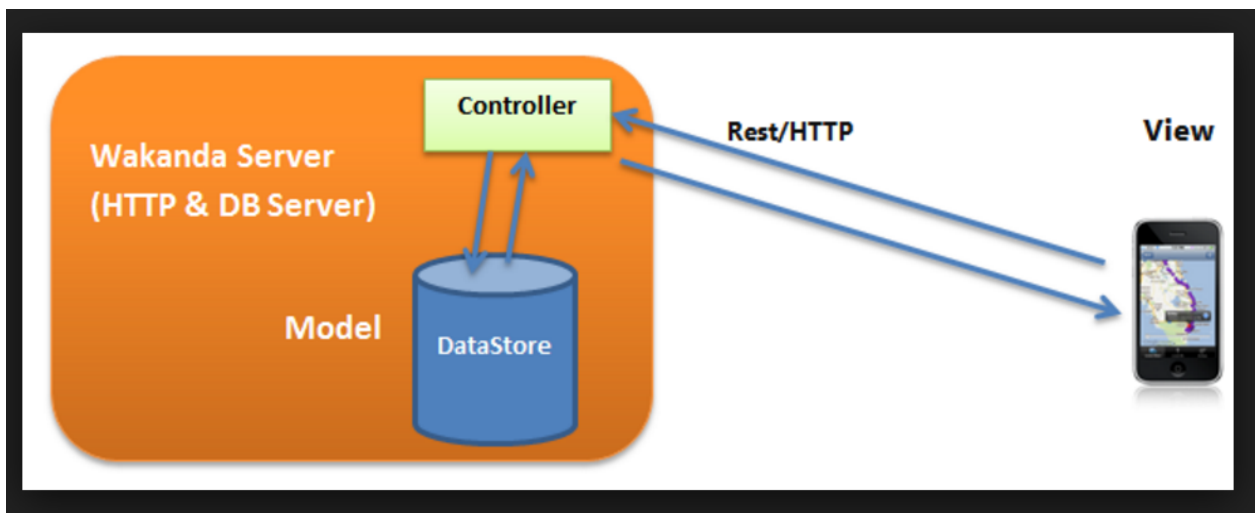 Controller
Rest/HTTP
View
Wakanda Server
(HTTP & DB Server)
Model
DataStore